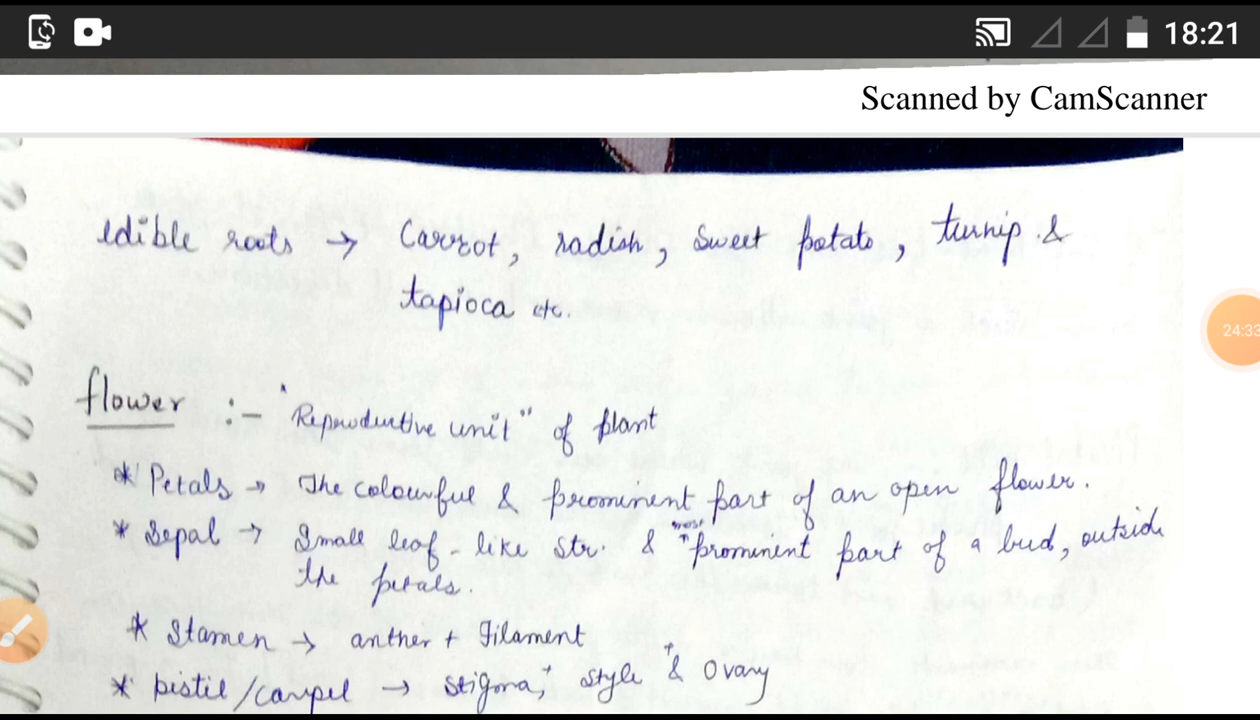 18:21
Scanned by CamScanner
edible roots → Carrot, radish, sweet potato, turnip &
tapioca etc.
24:33
flower :- "Reproductive unit" of plant
* Petals → The colourful & prominent part of an open flower.
* Sepal → Small leaf-like str. & most prominent part of a bud, outside
the petals.
* Stamen → anther + Filament
* pistil/carpel → stigma, + style + & Ovary